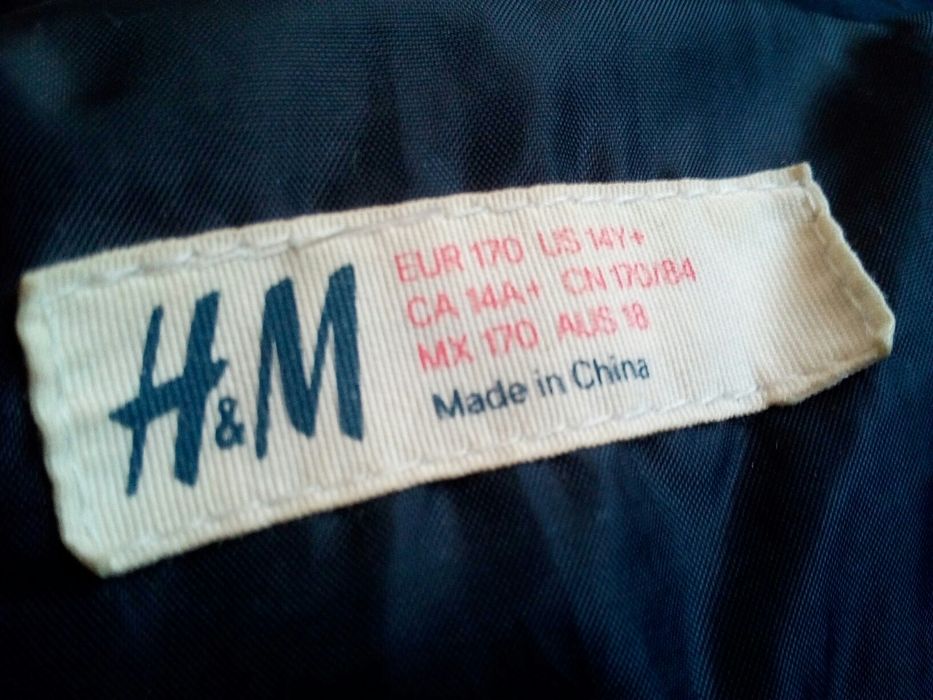 H&M
EUR 170 US 14Y+
CA 14A+ CN 170/84
MX 170 AUS 18
Made in China